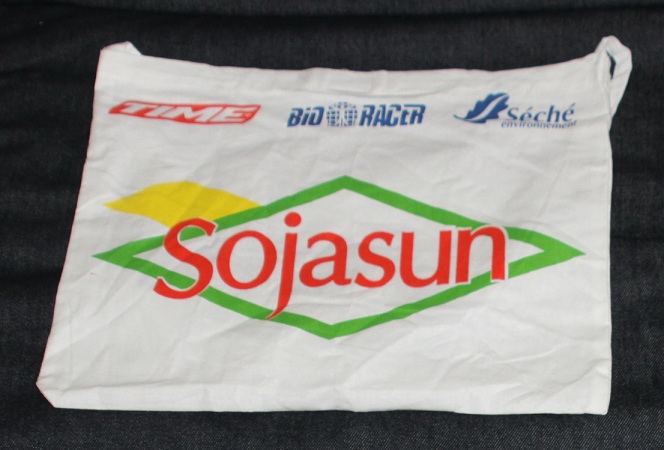 TIME
BiO RACER
Séché
environnement
Sojasun